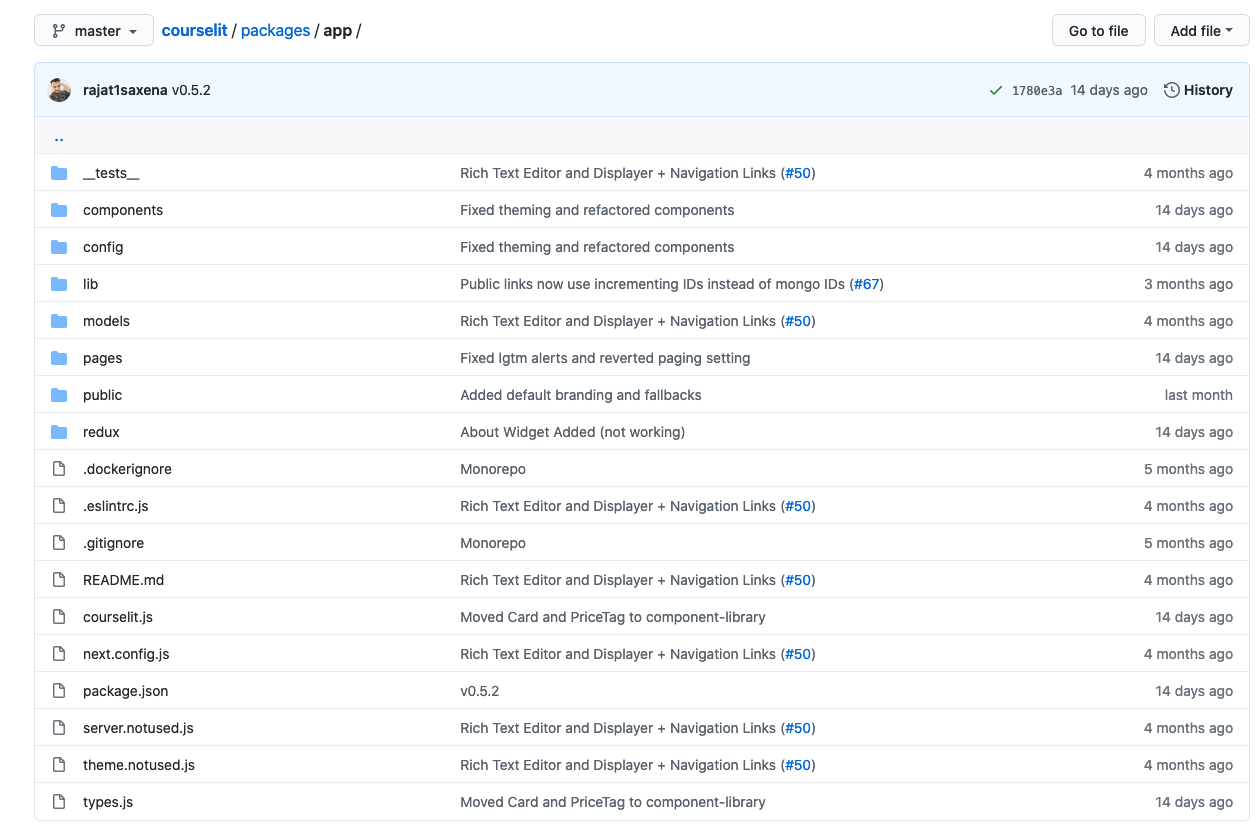 master courselit / packages / app / Go to file Add file
rajat1saxena v0.5.2 1780e3a 14 days ago History
..
__tests__ Rich Text Editor and Displayer + Navigation Links (#50) 4 months ago
components Fixed theming and refactored components 14 days ago
config Fixed theming and refactored components 14 days ago
lib Public links now use incrementing IDs instead of mongo IDs (#67) 3 months ago
models Rich Text Editor and Displayer + Navigation Links (#50) 4 months ago
pages Fixed lgtm alerts and reverted paging setting 14 days ago
public Added default branding and fallbacks last month
redux About Widget Added (not working) 14 days ago
.dockerignore Monorepo 5 months ago
.eslintrc.js Rich Text Editor and Displayer + Navigation Links (#50) 4 months ago
.gitignore Monorepo 5 months ago
README.md Rich Text Editor and Displayer + Navigation Links (#50) 4 months ago
courselit.js Moved Card and PriceTag to component-library 14 days ago
next.config.js Rich Text Editor and Displayer + Navigation Links (#50) 4 months ago
package.json v0.5.2 14 days ago
server.notused.js Rich Text Editor and Displayer + Navigation Links (#50) 4 months ago
theme.notused.js Rich Text Editor and Displayer + Navigation Links (#50) 4 months ago
types.js Moved Card and PriceTag to component-library 14 days ago